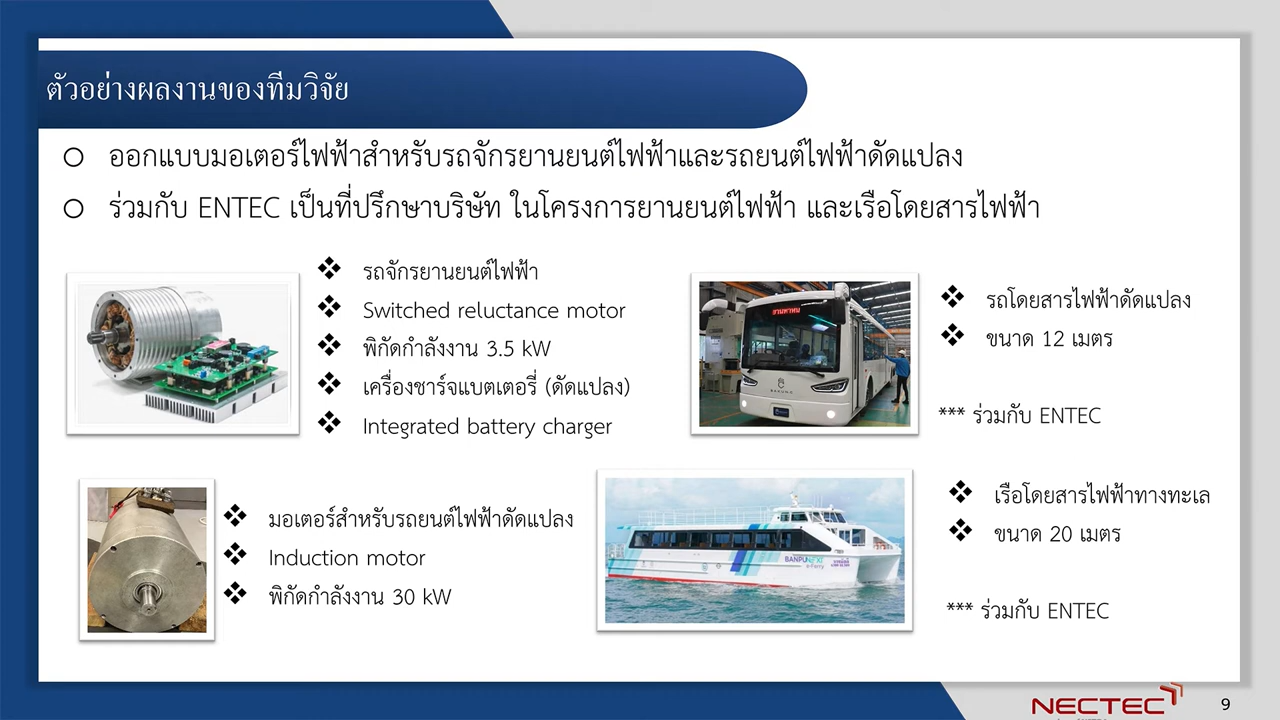 ตัวอย่างผลงานของทีมวิจัย
ออกแบบมอเตอร์ไฟฟ้าสำหรับรถจักรยานยนต์ไฟฟ้าและรถยนต์ไฟฟ้าดัดแปลง
ร่วมกับ ENTEC เป็นที่ปรึกษาบริษัท ในโครงการยานยนต์ไฟฟ้า และเรือโดยสารไฟฟ้า
รถจักรยานยนต์ไฟฟ้า
Switched reluctance motor
พิกัดกำลังงาน 3.5 kW
เครื่องชาร์จแบตเตอรี่ (ดัดแปลง)
Integrated battery charger
รถโดยสารไฟฟ้าดัดแปลง
ขนาด 12 เมตร
*** ร่วมกับ ENTEC
มอเตอร์สำหรับรถยนต์ไฟฟ้าดัดแปลง
Induction motor
พิกัดกำลังงาน 30 kW
BANPU NEXT
e-Ferry
เรือโดยสารไฟฟ้าทางทะเล
ขนาด 20 เมตร
*** ร่วมกับ ENTEC
NECTEC
9